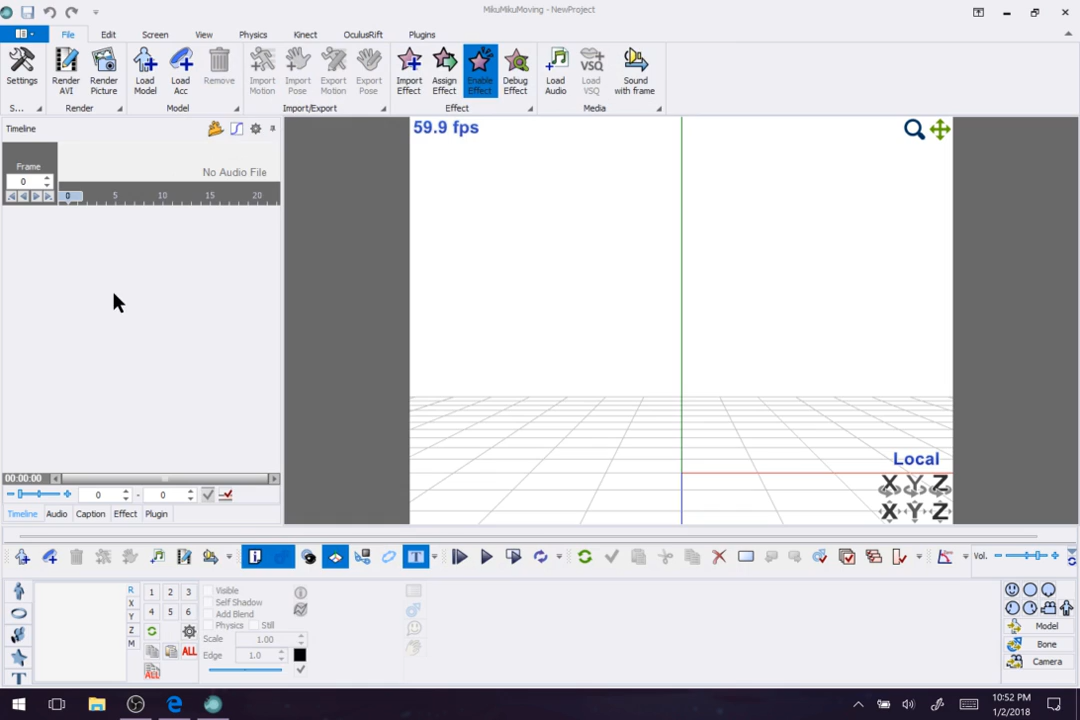 MikuMikuMoving - NewProject
File Edit Screen View Physics Kinect OculusRift Plugins
Settings
Render AVI
Render Picture
Load Model
Load Acc
Remove
Import Motion
Import Pose
Export Motion
Export Pose
Import Effect
Assign Effect
Enable Effect
Debug Effect
Load Audio
Load VSQ
Sound with frame
S... Render Model Import/Export Effect Media
Timeline
59.9 fps
Frame
No Audio File
0
0 5 10 15 20
Local
X Y Z
X Y Z
00:00:00
0 - 0
Timeline Audio Caption Effect Plugin
i
T
Vol.
R
X
Y
Z
M
1 2 3
4 5 6
ALL
ALL
Visible
Self Shadow
Add Blend
Physics Still
Scale 1.00
Edge 1.0
T
Model
Bone
Camera
10:52 PM
1/2/2018